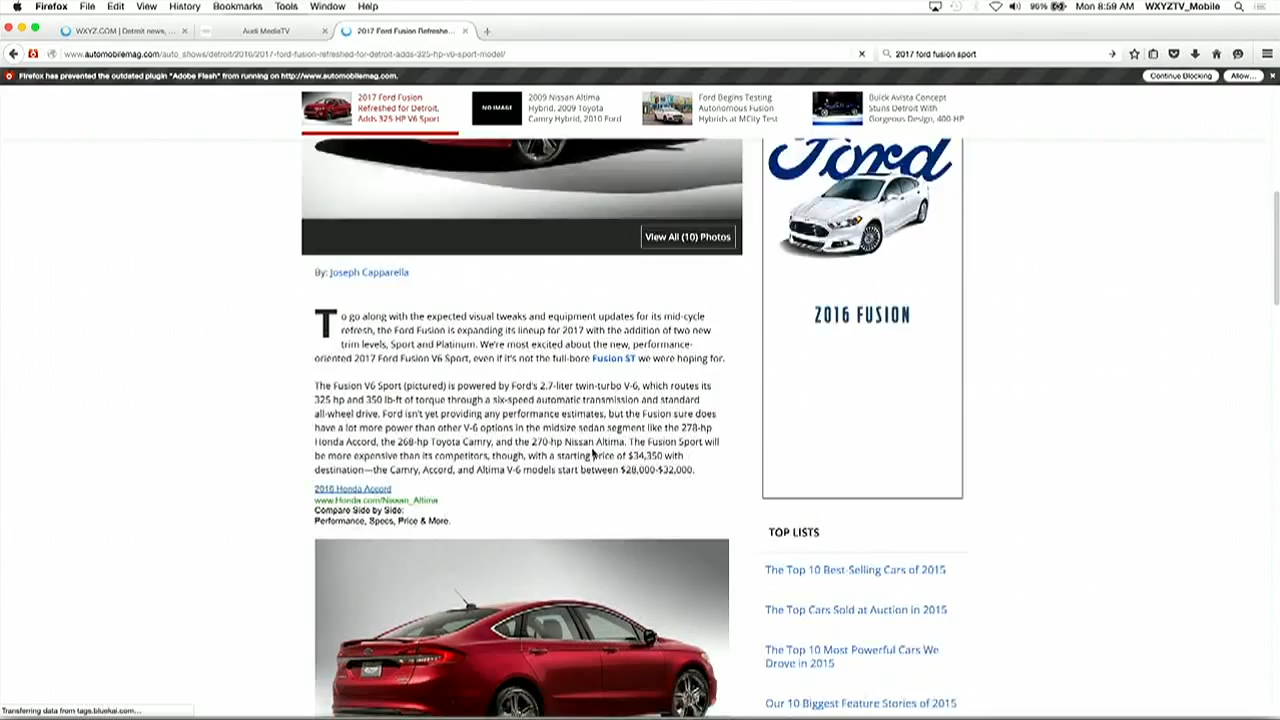 Firefox File Edit View History Bookmarks Tools Window Help
96% Mon 8:59 AM WXYZTV_Mobile
WXYZ.COM | Detroit news, ...
Audi MediaTV
2017 Ford Fusion Refreshe...
www.automobilemag.com/auto_shows/detroit/2016/2017-ford-fusion-refreshed-for-detroit-adds-325-hp-v6-sport-model/
2017 ford fusion sport
Firefox has prevented the outdated plugin "Adobe Flash" from running on http://www.automobilemag.com.
Continue Blocking
Allow...
2017 Ford Fusion
Refreshed for Detroit,
Adds 325 HP V6 Sport
NO IMAGE
2009 Nissan Altima
Hybrid, 2009 Toyota
Camry Hybrid, 2010 Ford
Ford Begins Testing
Autonomous Fusion
Hybrids at MCity Test
Buick Avista Concept
Stuns Detroit With
Gorgeous Design, 400 HP
View All (10) Photos
By: Joseph Capparella
To go along with the expected visual tweaks and equipment updates for its mid-cycle
refresh, the Ford Fusion is expanding its lineup for 2017 with the addition of two new
trim levels, Sport and Platinum. We're most excited about the new, performance-
oriented 2017 Ford Fusion V6 Sport, even if it's not the full-bore Fusion ST we were hoping for.
The Fusion V6 Sport (pictured) is powered by Ford's 2.7-liter twin-turbo V-6, which routes its
325 hp and 350 lb-ft of torque through a six-speed automatic transmission and standard
all-wheel drive. Ford isn't yet providing any performance estimates, but the Fusion sure does
have a lot more power than other V-6 options in the midsize sedan segment like the 278-hp
Honda Accord, the 268-hp Toyota Camry, and the 270-hp Nissan Altima. The Fusion Sport will
be more expensive than its competitors, though, with a starting price of $34,350 with
destination—the Camry, Accord, and Altima V-6 models start between $28,000-$32,000.
2016 Honda Accord
www.Honda.com/Nissan_Altima
Compare Side by Side:
Performance, Specs, Price & More.
Ford
2016 FUSION
TOP LISTS
The Top 10 Best-Selling Cars of 2015
The Top Cars Sold at Auction in 2015
The Top 10 Most Powerful Cars We
Drove in 2015
Our 10 Biggest Feature Stories of 2015
Transferring data from tags.bluekai.com...